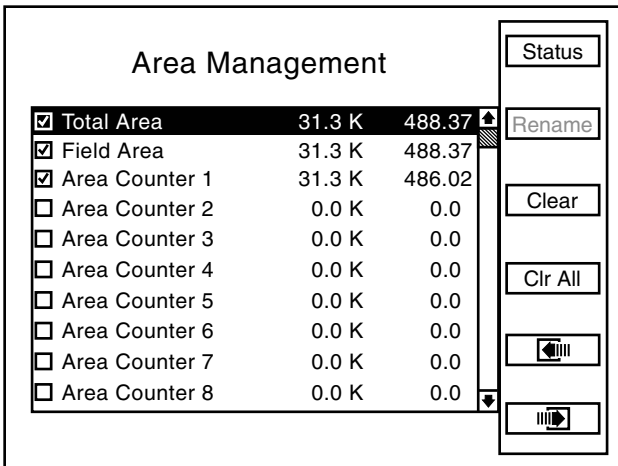 Area Management
Total Area 31.3 K 488.37
Field Area 31.3 K 488.37
Area Counter 1 31.3 K 486.02
Area Counter 2 0.0 K 0.0
Area Counter 3 0.0 K 0.0
Area Counter 4 0.0 K 0.0
Area Counter 5 0.0 K 0.0
Area Counter 6 0.0 K 0.0
Area Counter 7 0.0 K 0.0
Area Counter 8 0.0 K 0.0
Status
Rename
Clear
Clr All